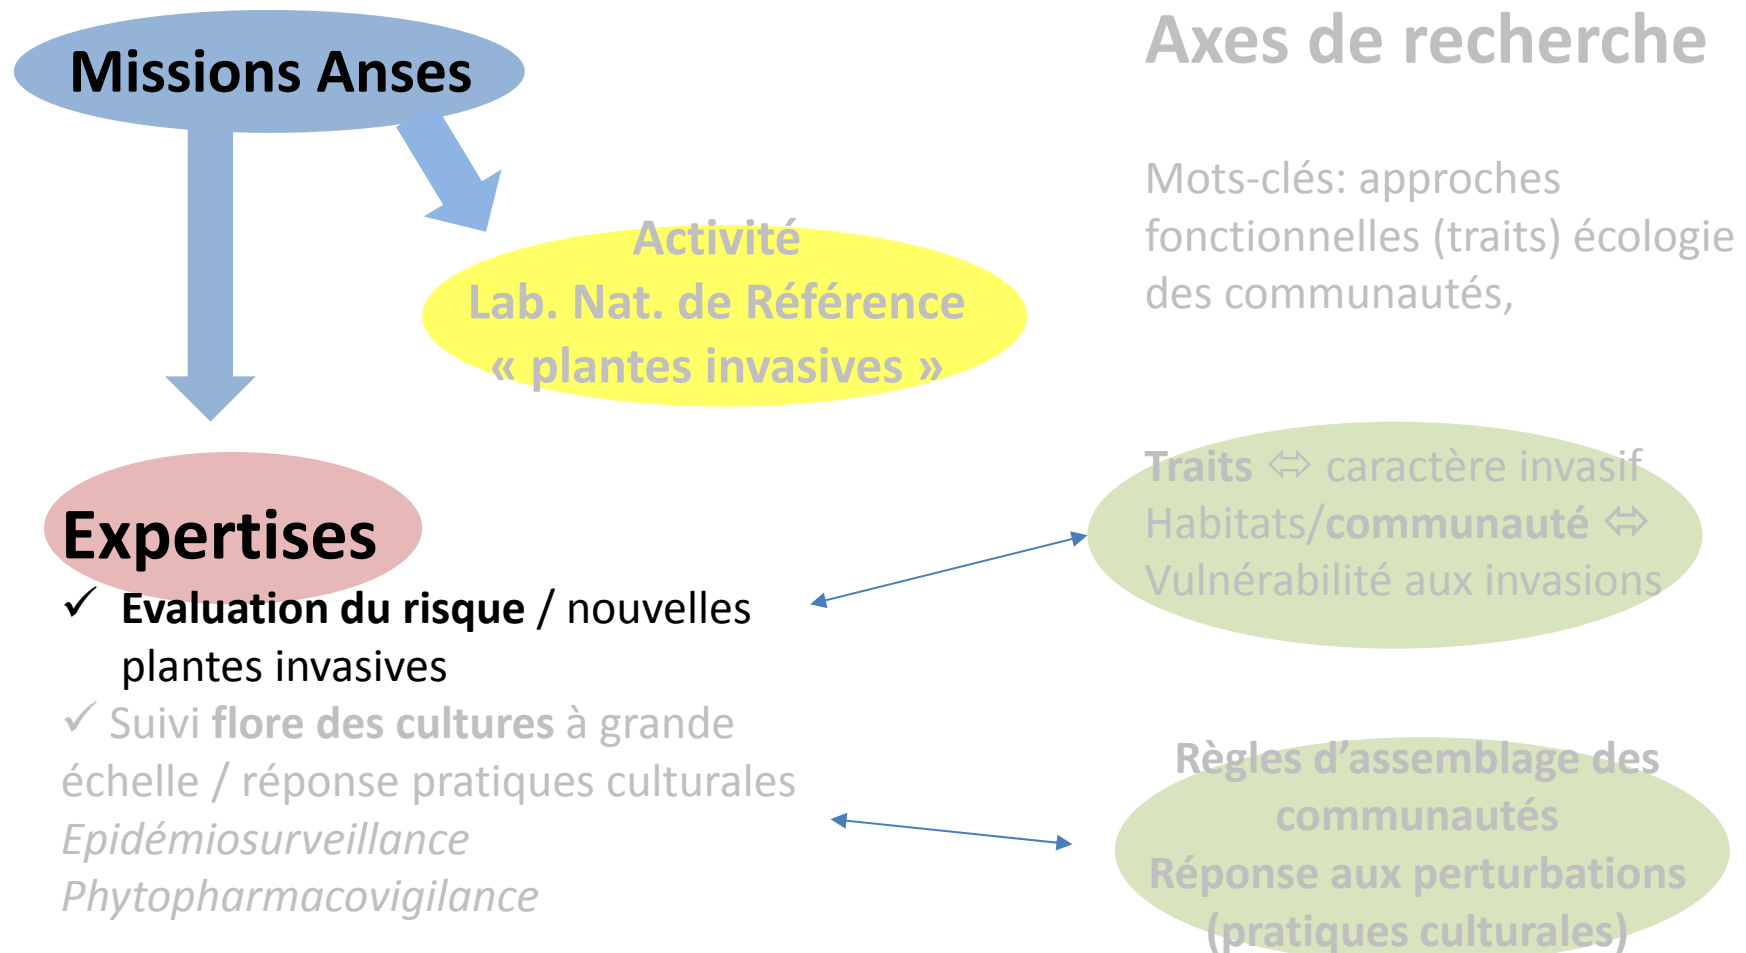 Missions Anses
Activité
Lab. Nat. de Référence
« plantes invasives »
Expertises
✓ Evaluation du risque / nouvelles
plantes invasives
✓ Suivi flore des cultures à grande
échelle / réponse pratiques culturales
Epidémiosurveillance
Phytopharmacovigilance
Axes de recherche
Mots-clés: approches
fonctionnelles (traits) écologie
des communautés,
Traits ⬄ caractère invasif
Habitats/communauté ⬄
Vulnérabilité aux invasions
Règles d’assemblage des
communautés
Réponse aux perturbations
(pratiques culturales)